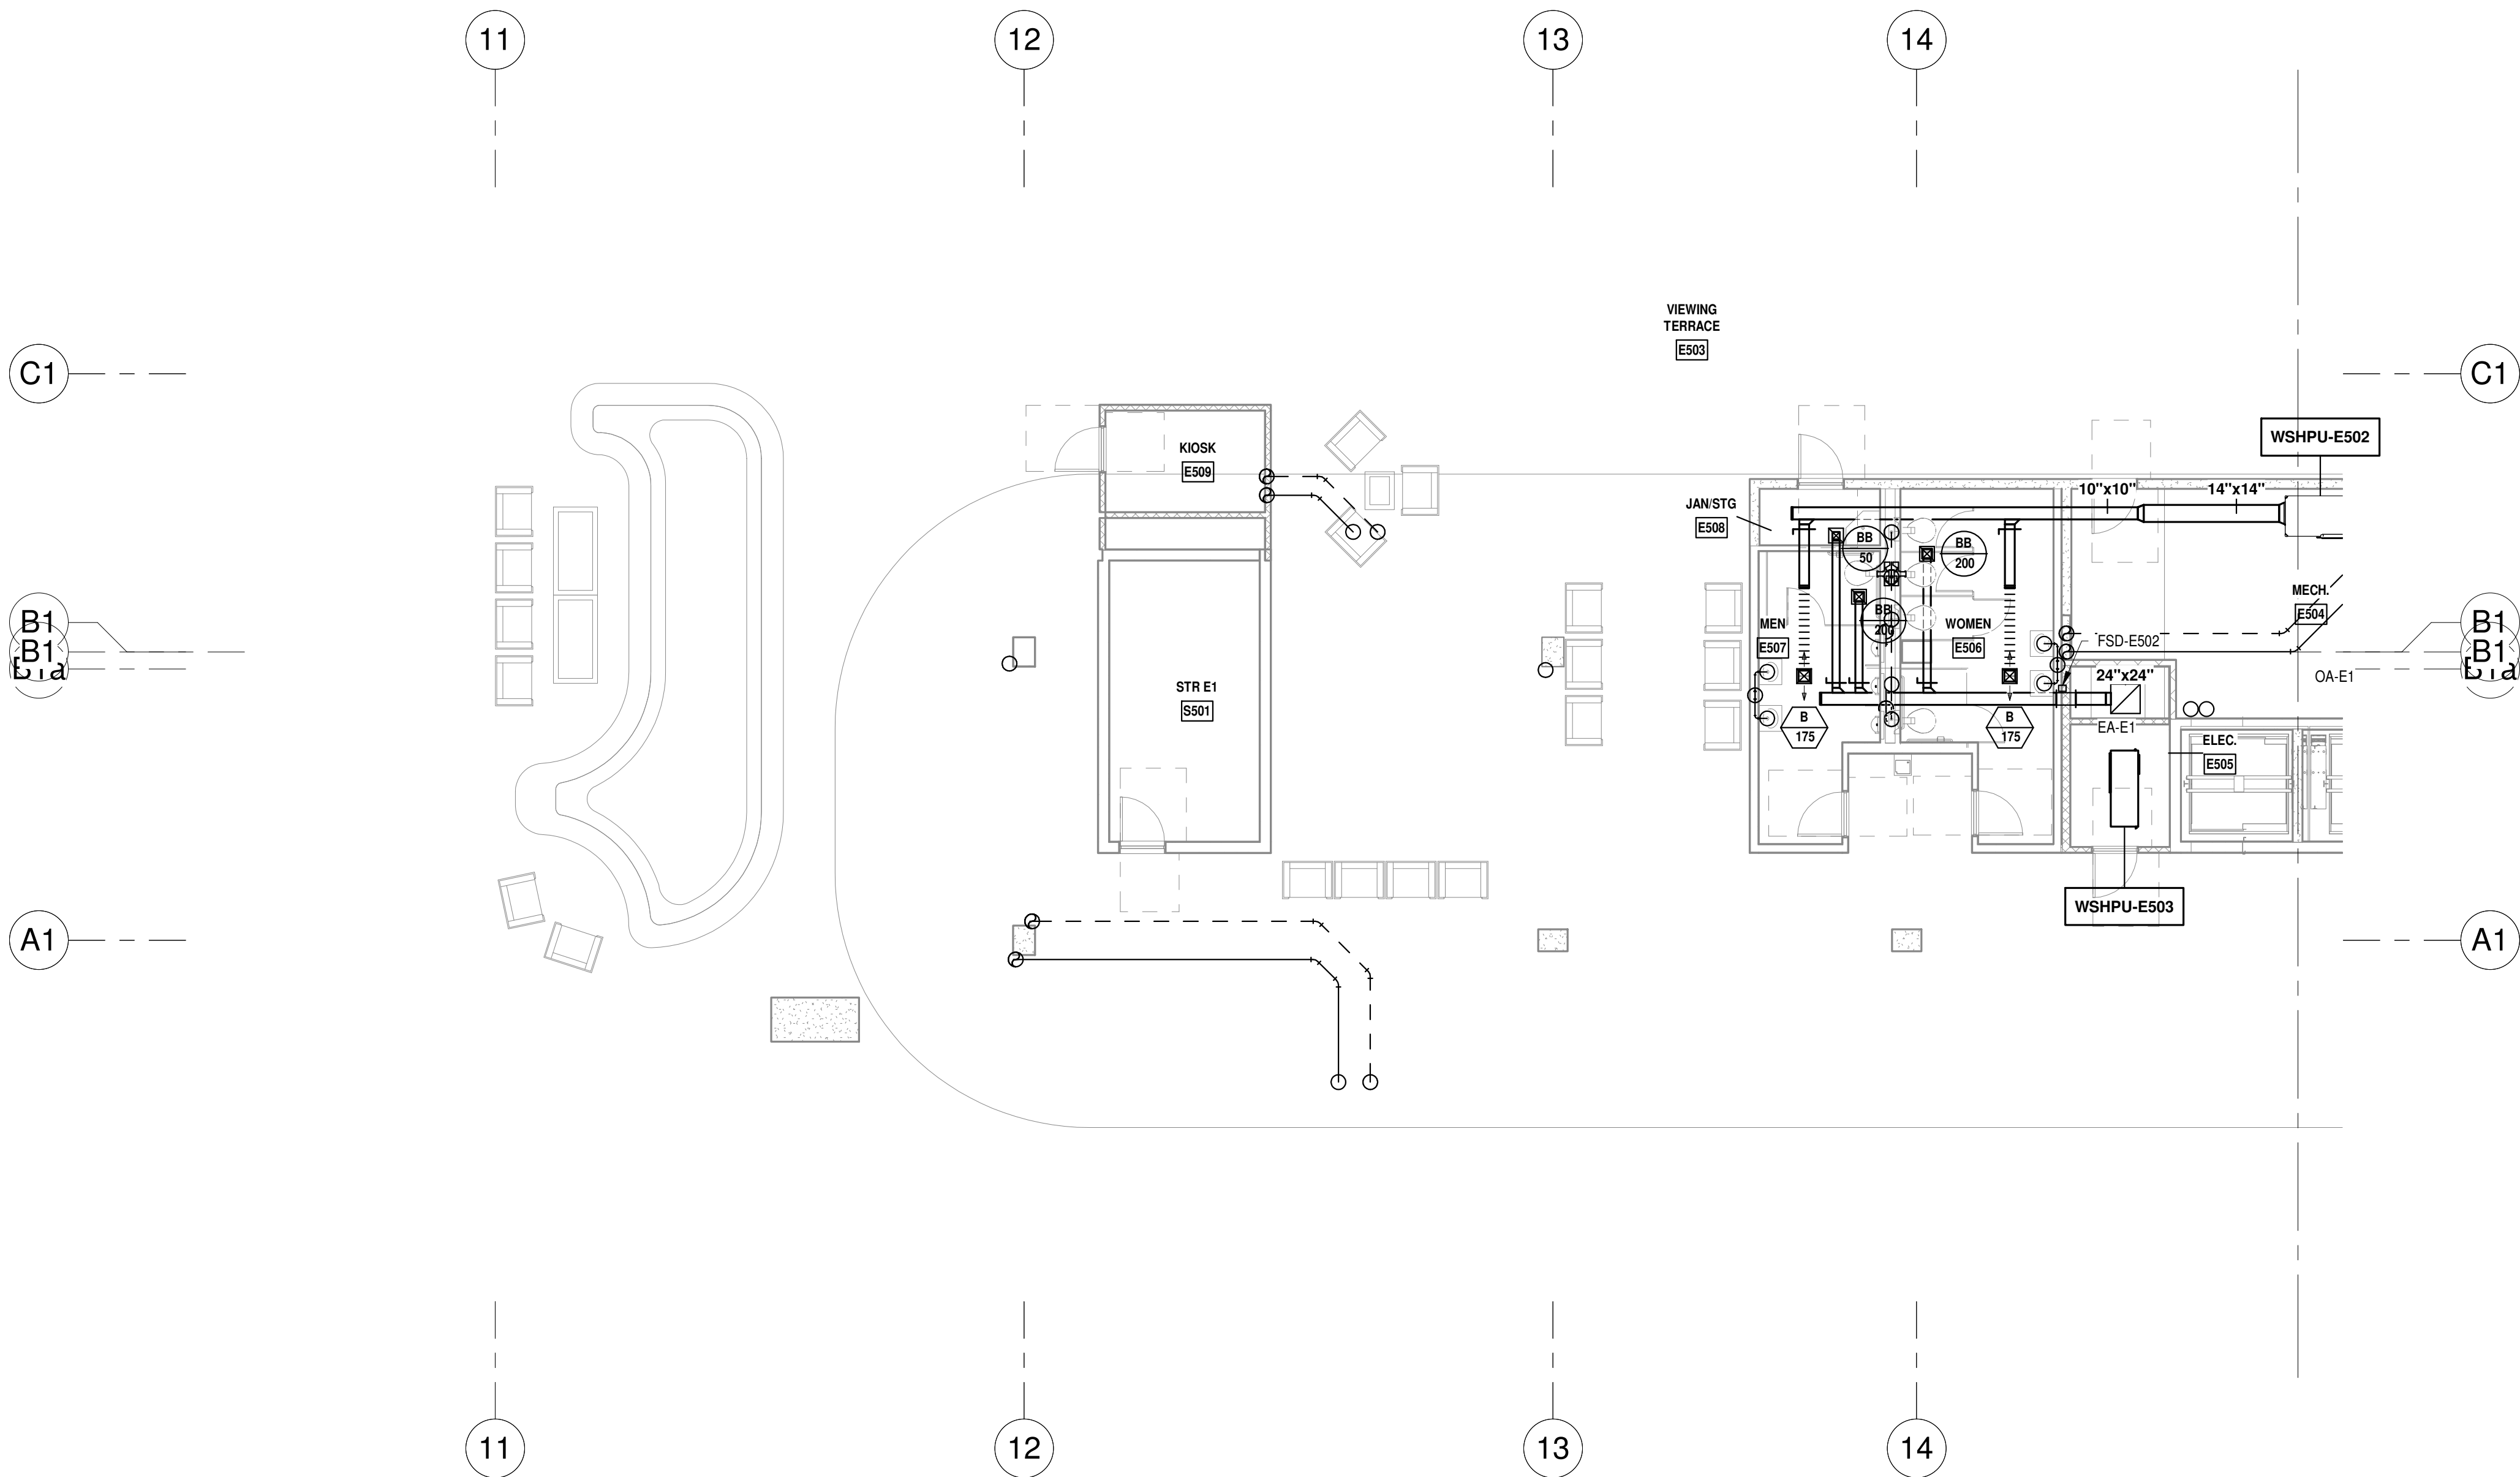 11
12
13
14
VIEWING
TERRACE
E503
C1
C1
WSHPU-E502
KIOSK
E509
10"x10"
14"x14"
JAN/STG
E508
BB
50
BB
200
MECH.
E504
BB
200
B1
MEN
E507
WOMEN
E506
B1
FSD-E502
B1
B1
B1a
B1a
24"x24"
OA-E1
STR E1
S501
B
175
B
175
EA-E1
ELEC.
E505
WSHPU-E503
A1
A1
11
12
13
14